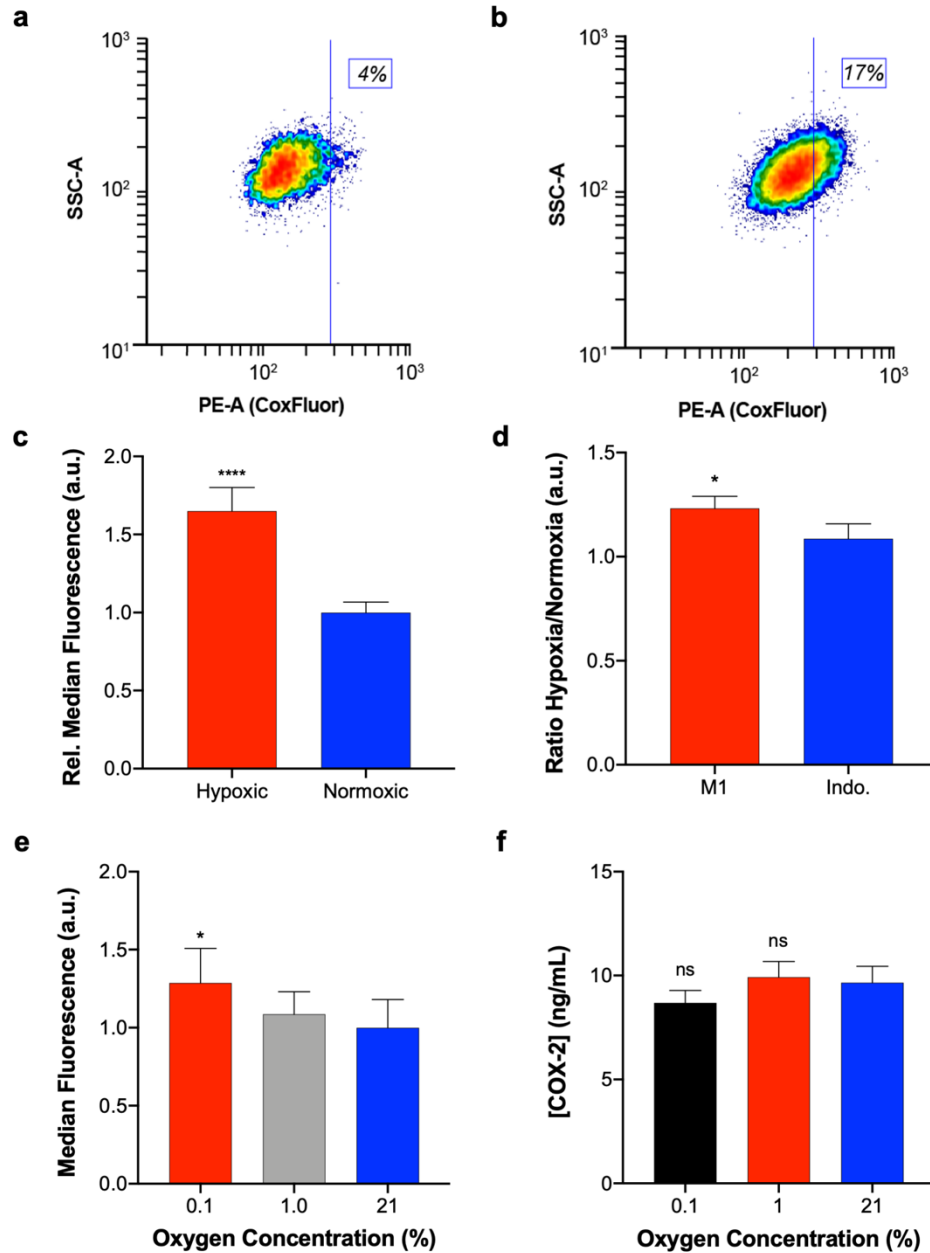 a
10³
10²
10¹
SSC-A
4%
10²
10³
PE-A (CoxFluor)
b
10³
10²
10¹
SSC-A
17%
10²
10³
PE-A (CoxFluor)
c
2.0
1.5
1.0
0.5
0.0
Rel. Median Fluorescence (a.u.)
****
Hypoxic
Normoxic
d
1.5
1.0
0.5
0.0
Ratio Hypoxia/Normoxia (a.u.)
*
M1
Indo.
e
2.0
1.5
1.0
0.5
0.0
Median Fluorescence (a.u.)
*
0.1
1.0
21
Oxygen Concentration (%)
f
15
10
5
0
[COX-2] (ng/mL)
ns
ns
0.1
1
21
Oxygen Concentration (%)